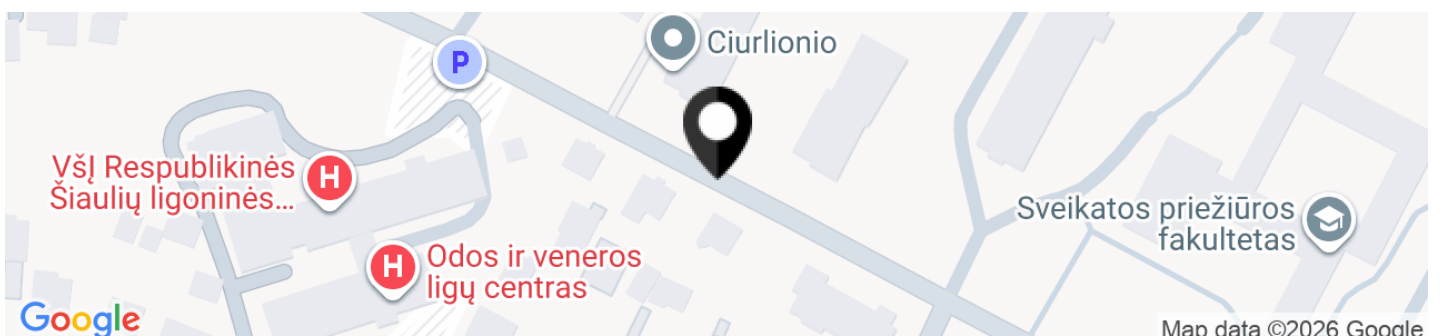 P
Ciurlionio
VšĮ Respublikinės
Šiaulių ligoninės...
H
Sveikatos priežiūros
fakultetas
H
Odos ir veneros
ligų centras
Google
Map data ©2026 Google